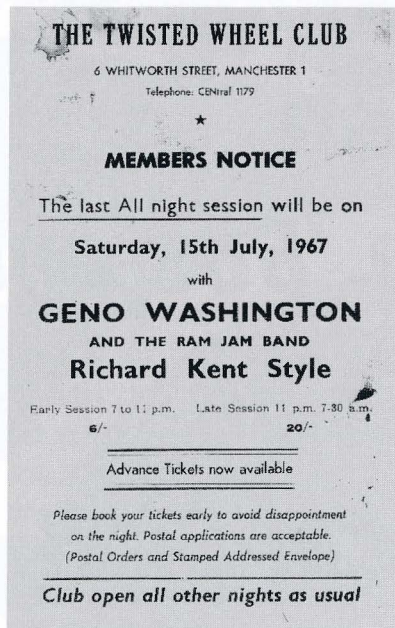 THE TWISTED WHEEL CLUB
6 WHITWORTH STREET, MANCHESTER 1
Telephone: CENtral 1179
MEMBERS NOTICE
The last All night session will be on
Saturday, 15th July, 1967
with
GENO WASHINGTON
AND THE RAM JAM BAND
Richard Kent Style
Early Session 7 to 11 p.m. Late Session 11 p.m. 7-30 a.m.
6/- 20/-
Advance Tickets now available
Please book your tickets early to avoid disappointment
on the night. Postal applications are acceptable.
(Postal Orders and Stamped Addressed Envelope)
Club open all other nights as usual